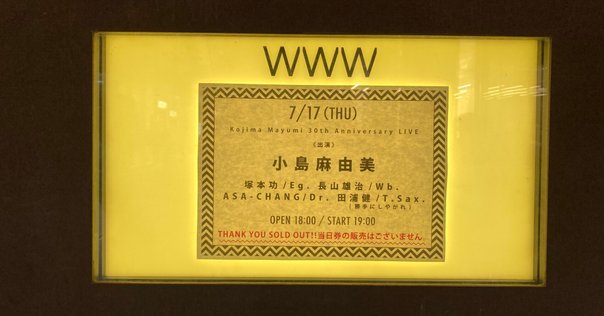 WWW
7/17(THU)
Kojima Mayumi 30th Anniversary LIVE
《出演》
小島麻由美
塚本功/Eg. 長山雄治/Wb.
ASA-CHANG/Dr. 田浦健/T.Sax.
(勝手にしやがれ)
OPEN 18:00 / START 19:00
THANK YOU SOLD OUT!!当日券の販売はございません。